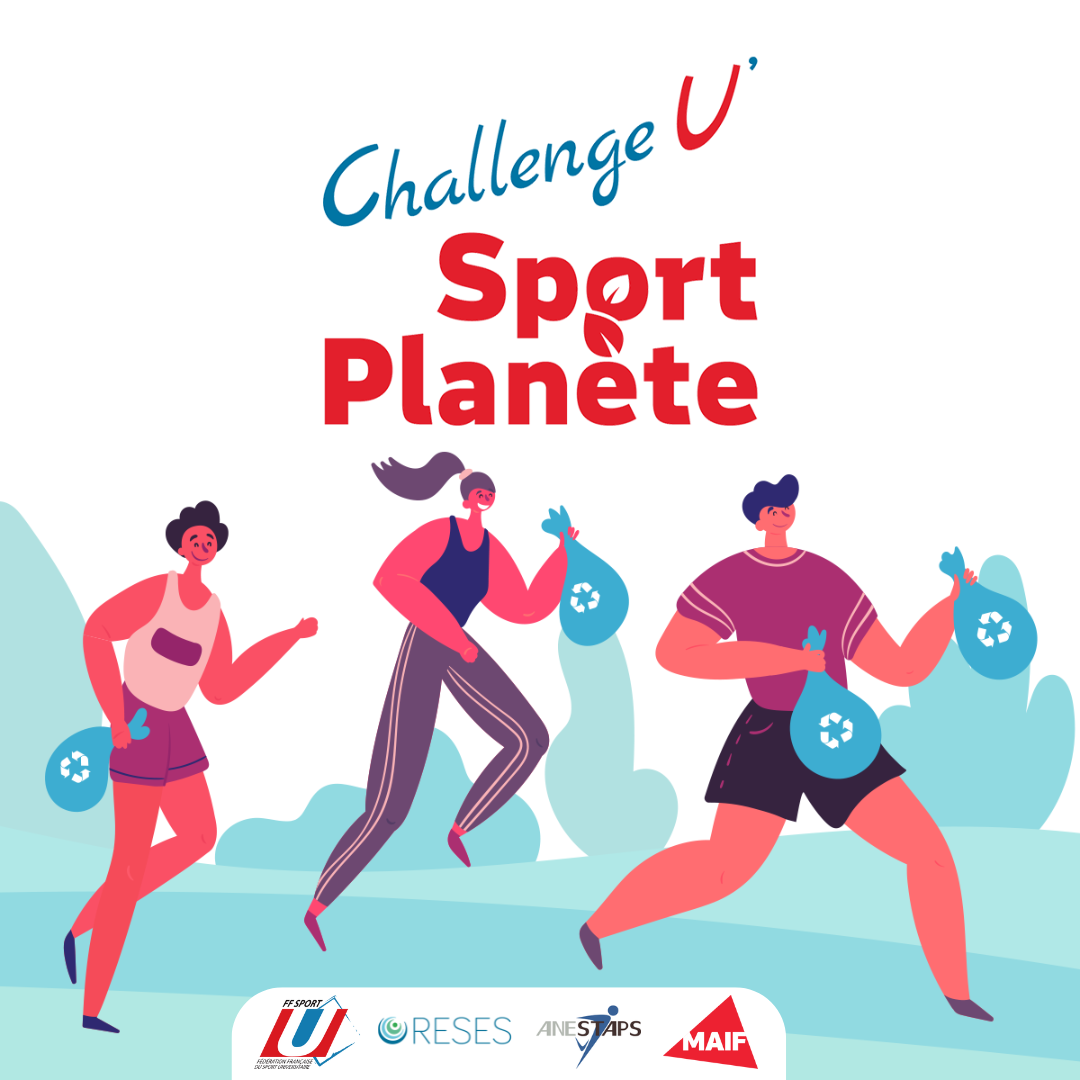 Challenge U'
Sport
Planète
FF SPORT
U
FÉDÉRATION FRANÇAISE
DU SPORT UNIVERSITAIRE
RESES
ANESTAPS
MAIF